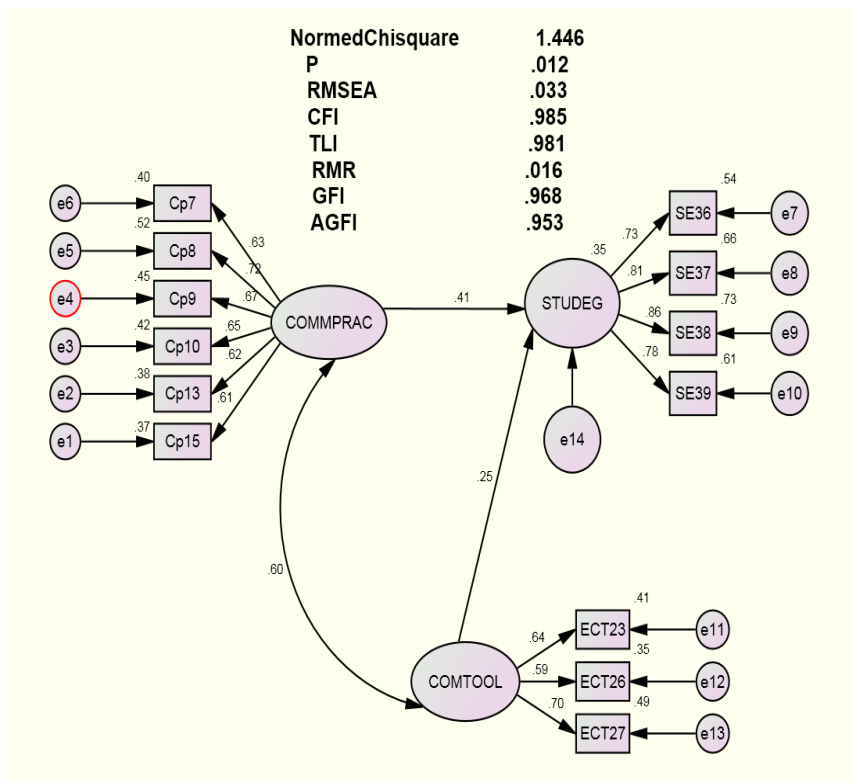 NormedChisquare 1.446
P .012
RMSEA .033
CFI .985
TLI .981
RMR .016
GFI .968
AGFI .953
.40
e6 Cp7
.63
.52
e5 Cp8
.72
.45
e4 Cp9
.67
.42
e3 Cp10
.65
.38
e2 Cp13
.62
.37
e1 Cp15
.61
COMMPRAC
.41
.35
STUDEG
e14
.54
.73
SE36 e7
.66
.81
SE37 e8
.73
.86
SE38 e9
.61
.78
SE39 e10
.25
.60
COMTOOL
.41
.64
ECT23 e11
.35
.59
ECT26 e12
.49
.70
ECT27 e13